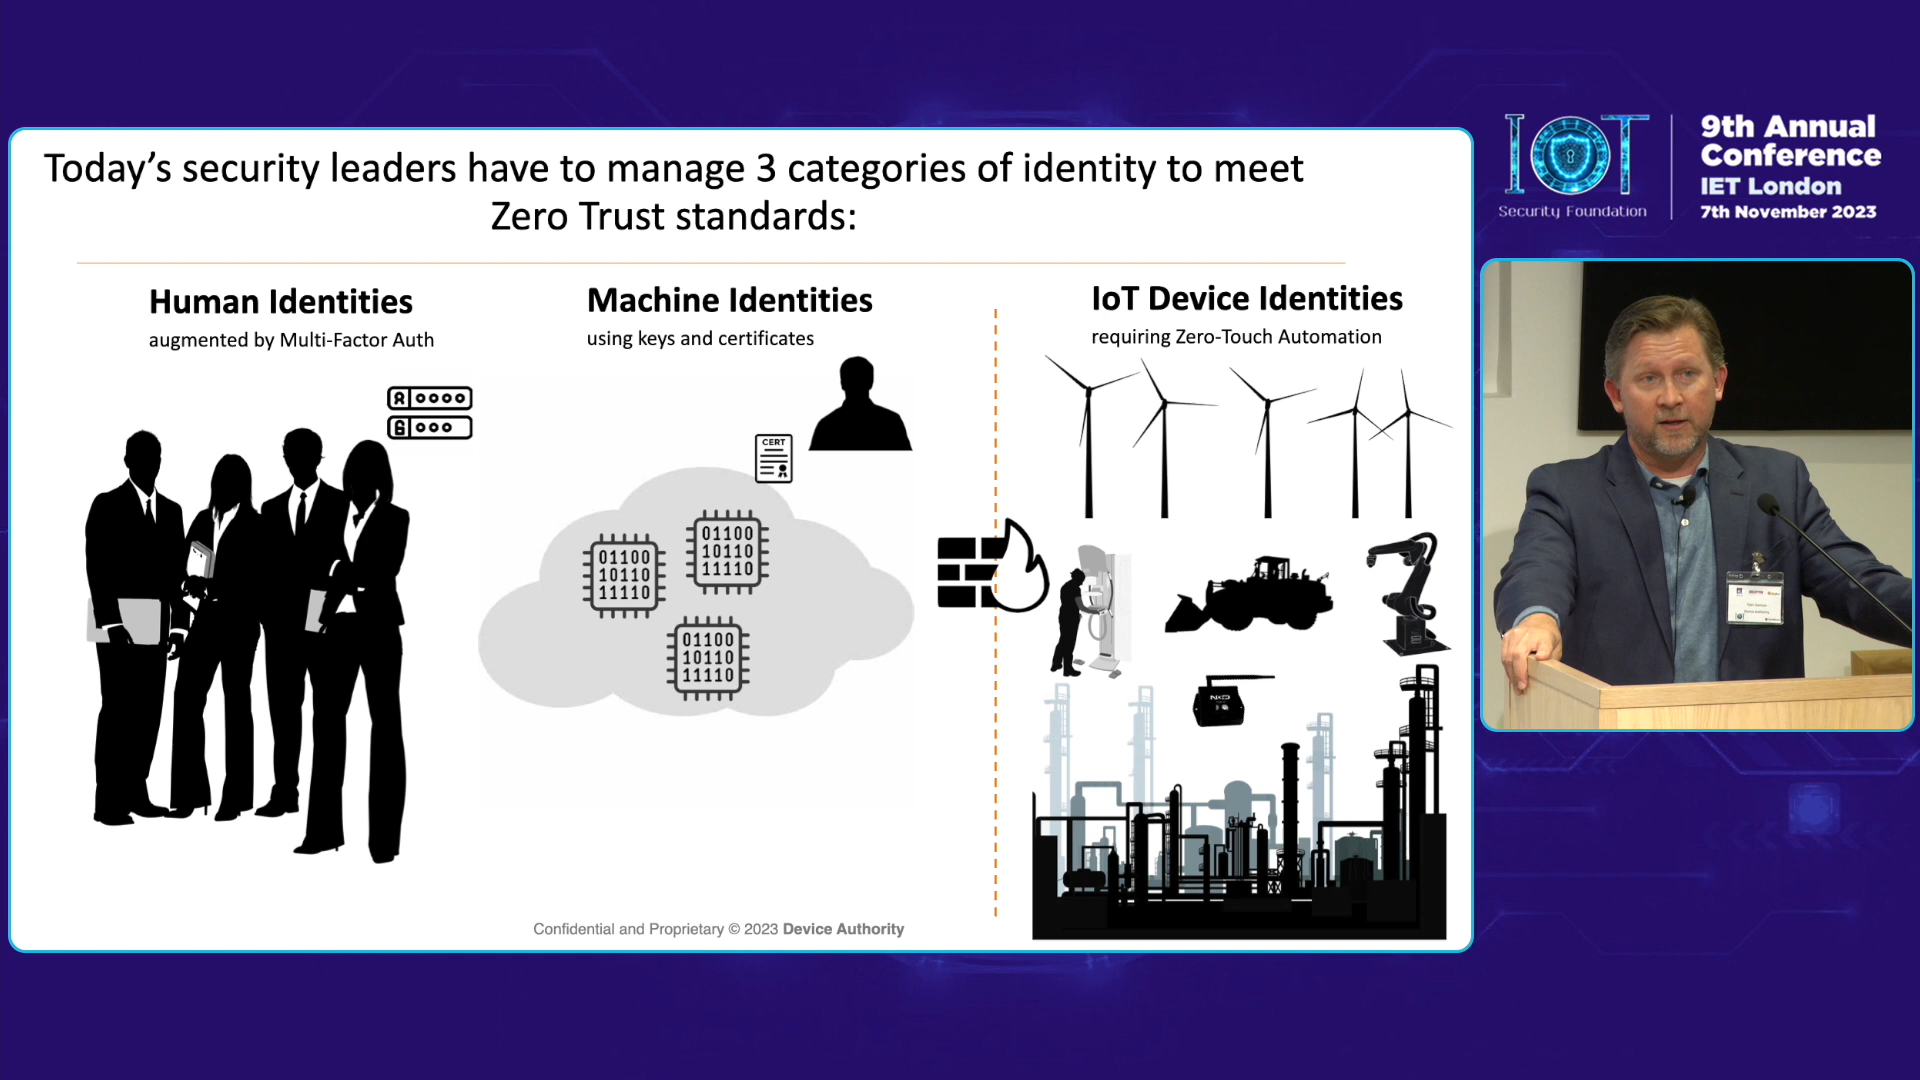 Today's security leaders have to manage 3 categories of identity to meet
Zero Trust standards:
Human Identities
augmented by Multi-Factor Auth
Machine Identities
using keys and certificates
CERT
01100
10110
11110
01100
10110
11110
01100
10110
11110
IoT Device Identities
requiring Zero-Touch Automation
Confidential and Proprietary © 2023 Device Authority
IOT
Security Foundation
9th Annual
Conference
IET London
7th November 2023